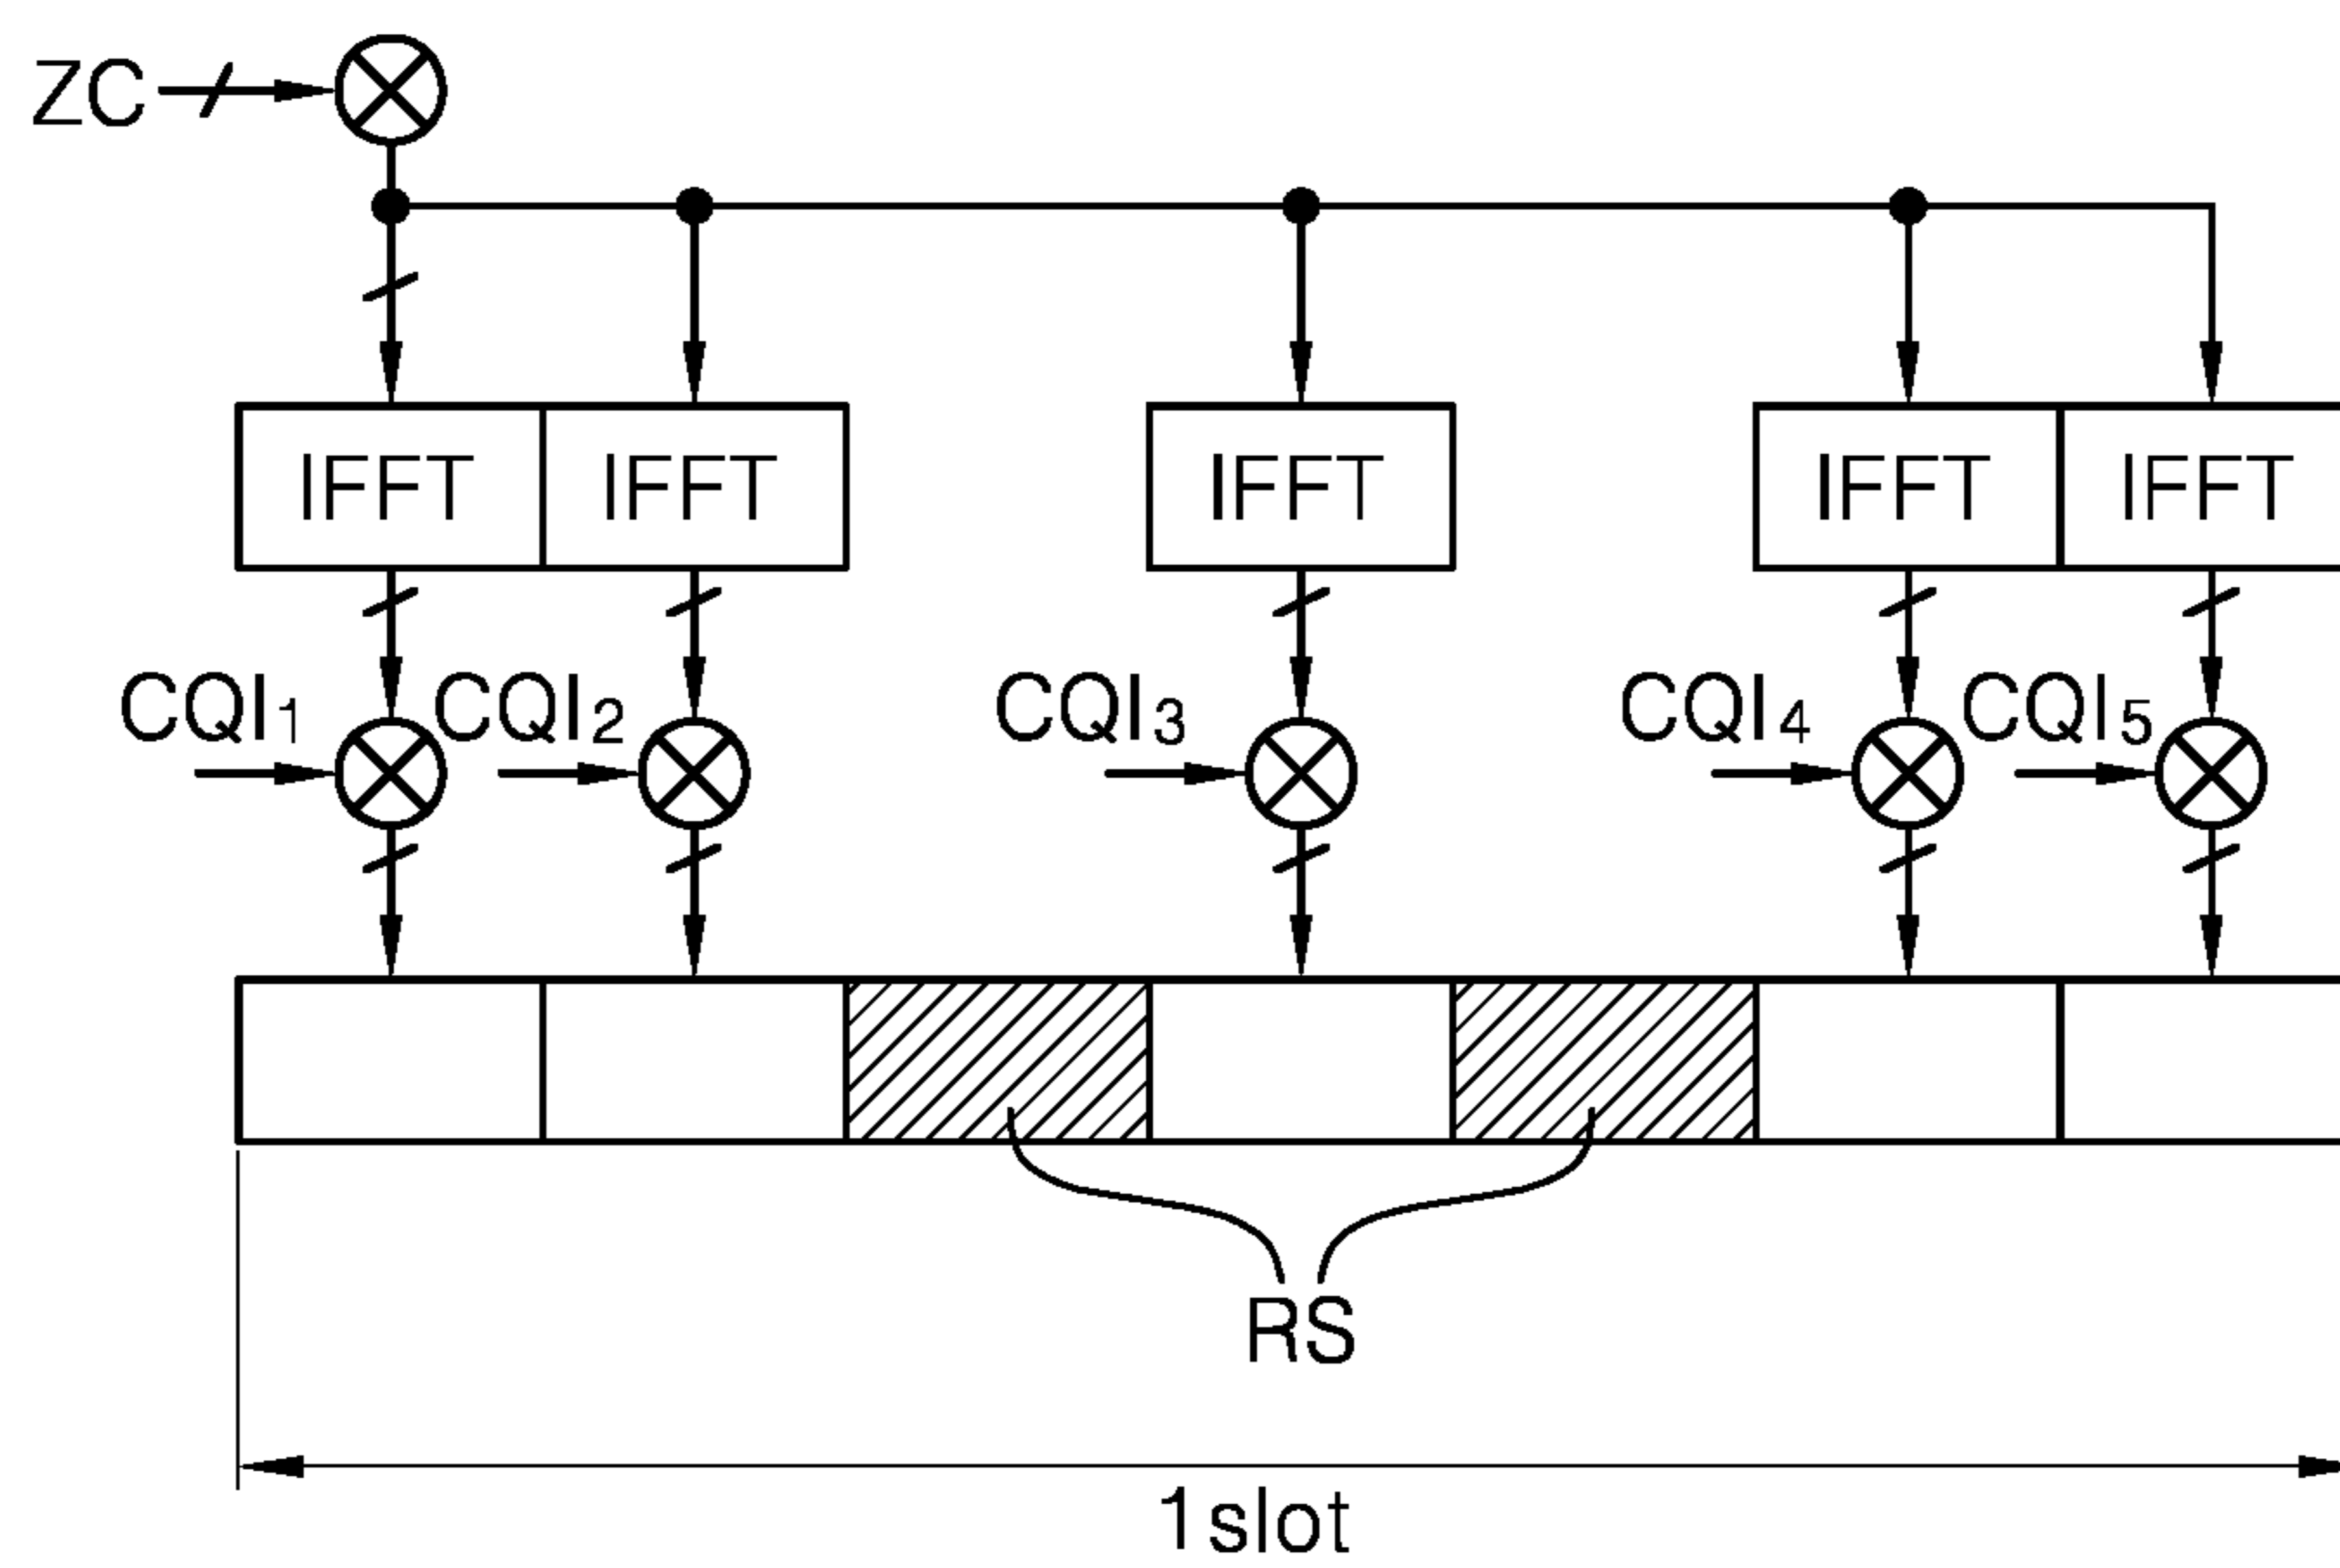 ZC
IFFT IFFT IFFT IFFT IFFT
CQI1 CQI2 CQI3 CQI4 CQI5
RS
1slot